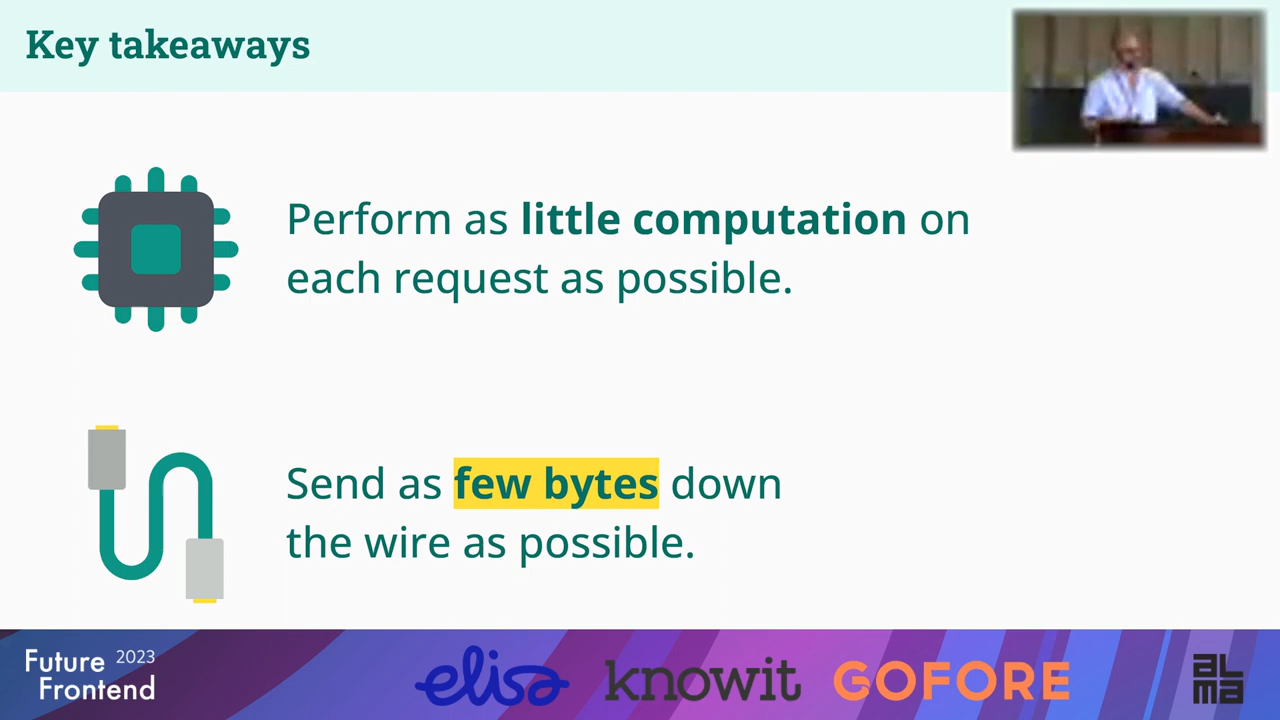 Key takeaways
Perform as little computation on
each request as possible.
Send as few bytes down
the wire as possible.
Future 2023
Frontend
elisa
knowit
GOFORE
ALMA